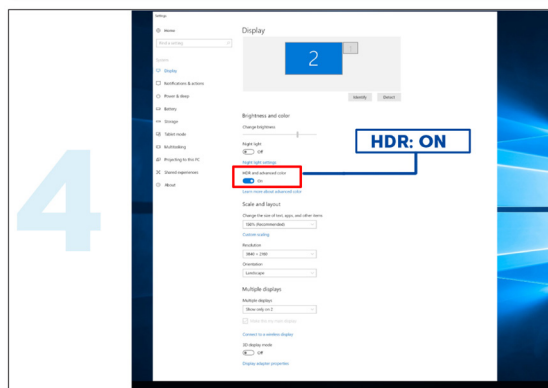 4
Settings
Home
Find a setting
System
Display
Notifications & actions
Power & sleep
Battery
Storage
Tablet mode
Multitasking
Projecting to this PC
Shared experiences
About
Display
2
Identify
Detect
Brightness and color
Change brightness
Night light
Off
Night light settings
HDR and advanced color
On
Learn more about advanced color
HDR: ON
Scale and layout
Change the size of text, apps, and other items
Custom scaling
Resolution
Orientation
Landscape
Multiple displays
Multiple displays
Show only on 2
Connect to a wireless display
3D display mode
Off
Display adapter properties